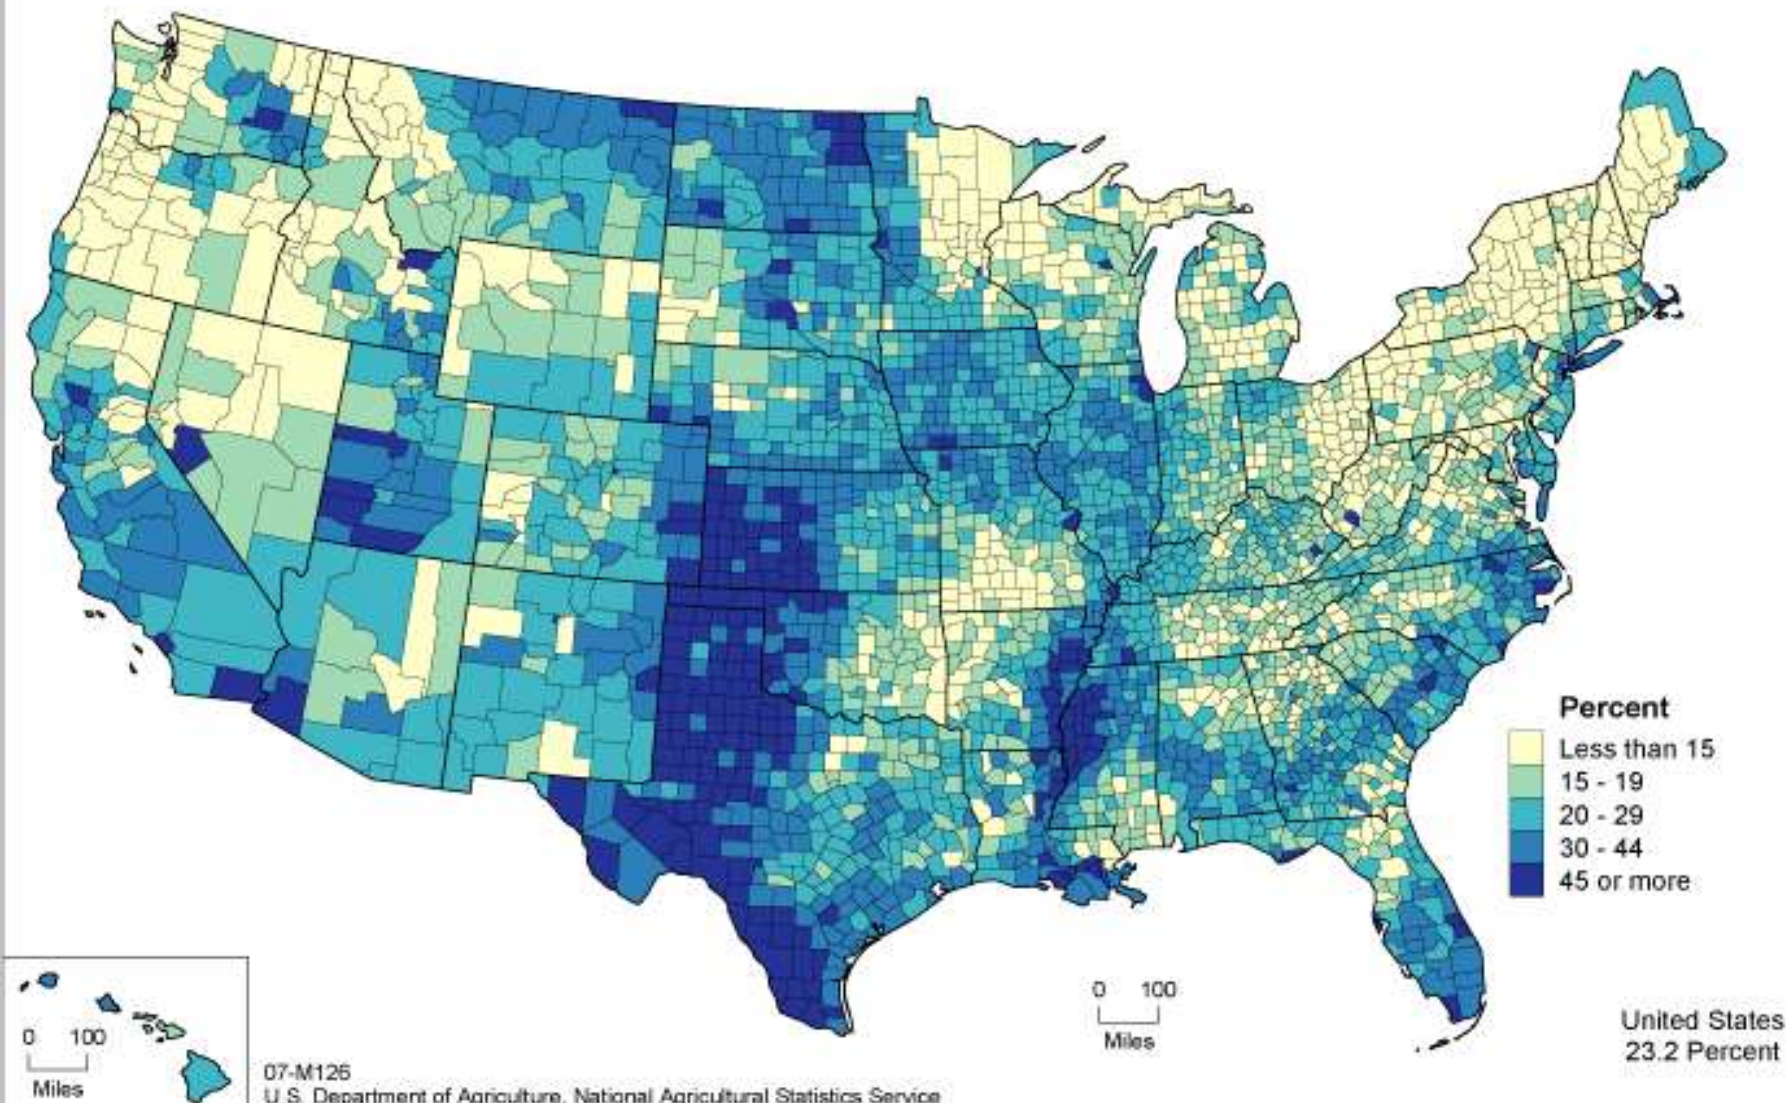 Percent
Less than 15
15 - 19
20 - 29
30 - 44
45 or more
0 100
Miles
United States
23.2 Percent
0 100
Miles
07-M126
U.S. Department of Agriculture, National Agricultural Statistics Service